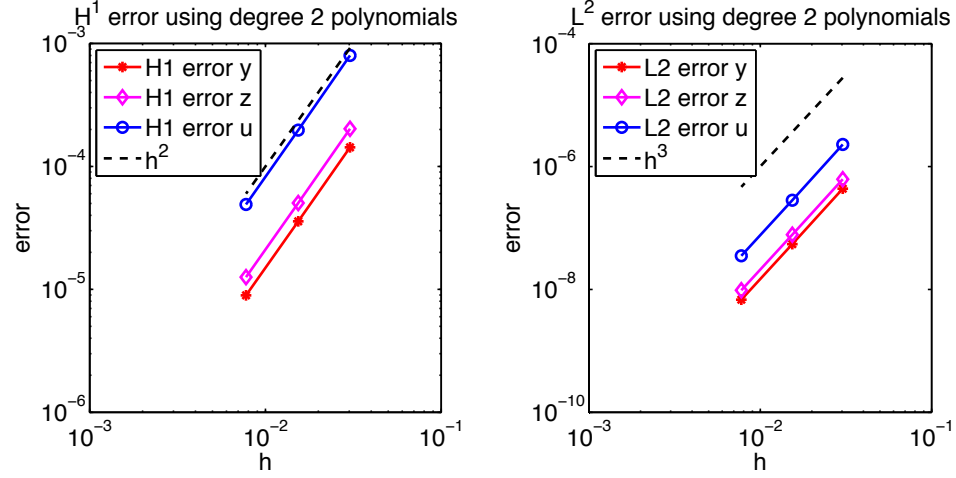 H¹ error using degree 2 polynomials
10⁻³
10⁻⁴
10⁻⁵
10⁻⁶
error
H1 error y
H1 error z
H1 error u
h²
10⁻³
10⁻²
10⁻¹
h
L² error using degree 2 polynomials
10⁻⁴
10⁻⁶
10⁻⁸
10⁻¹⁰
error
L2 error y
L2 error z
L2 error u
h³
10⁻³
10⁻²
10⁻¹
h